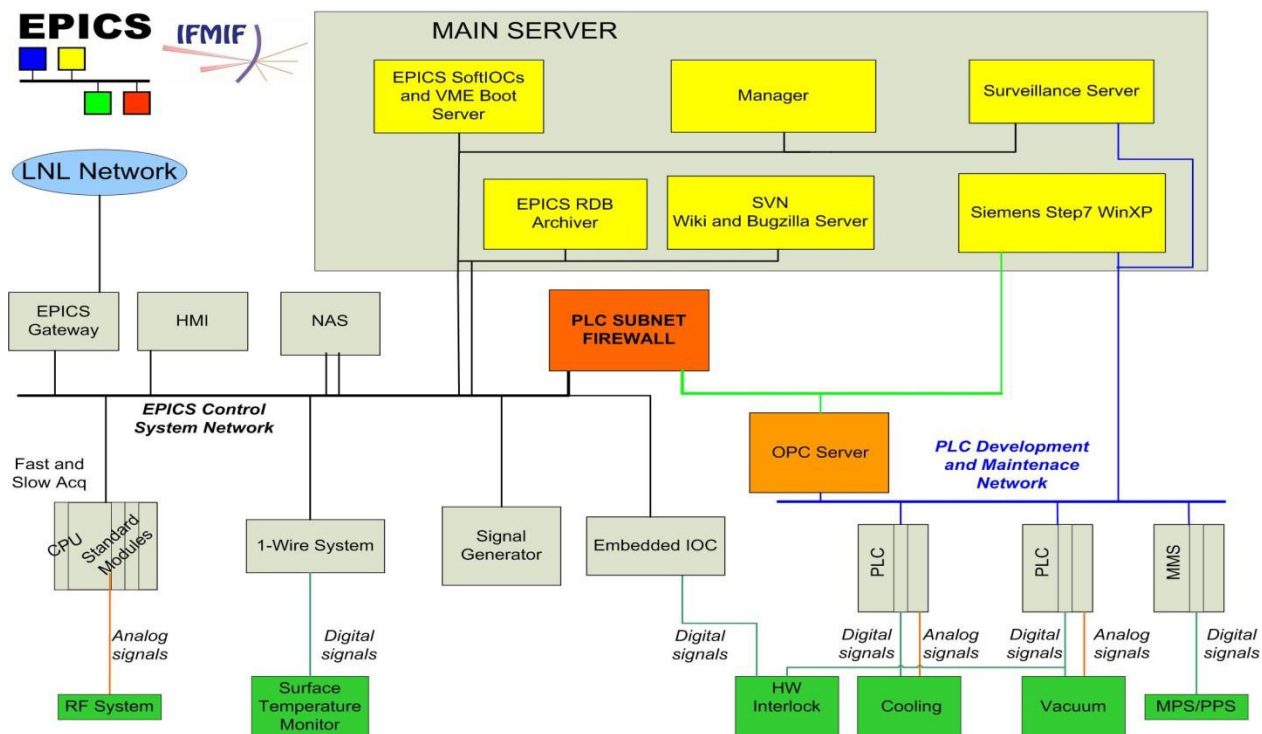 EPICS
IFMIF
MAIN SERVER
EPICS SoftIOCs
and VME Boot
Server
Manager
Surveillance Server
LNL Network
EPICS RDB
Archiver
SVN
Wiki and Bugzilla Server
Siemens Step7 WinXP
EPICS
Gateway
HMI
NAS
PLC SUBNET
FIREWALL
EPICS Control
System Network
OPC Server
PLC Development
and Maintenace
Network
Fast and
Slow Acq
CPU
Standard
Modules
1-Wire System
Signal
Generator
Embedded IOC
PLC
PLC
MMS
Analog
signals
Digital
signals
Digital
signals
Digital
signals
Analog
signals
Digital
signals
Analog
signals
Digital
signals
RF System
Surface
Temperature
Monitor
HW
Interlock
Cooling
Vacuum
MPS/PPS